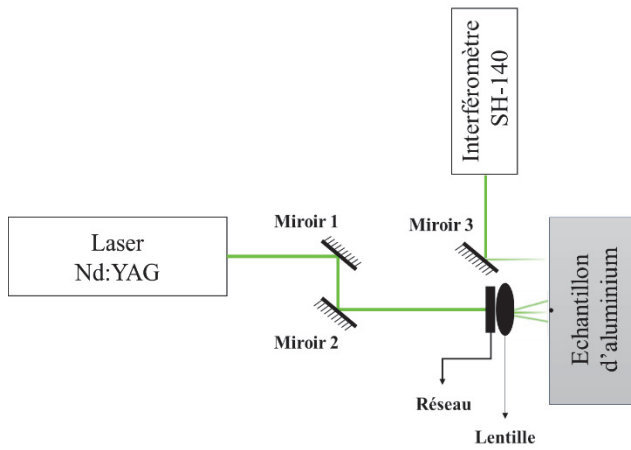 Interféromètre
SH-140
Miroir 1
Miroir 3
Laser
Nd:YAG
Miroir 2
Echantillon
d’aluminium
Réseau
Lentille